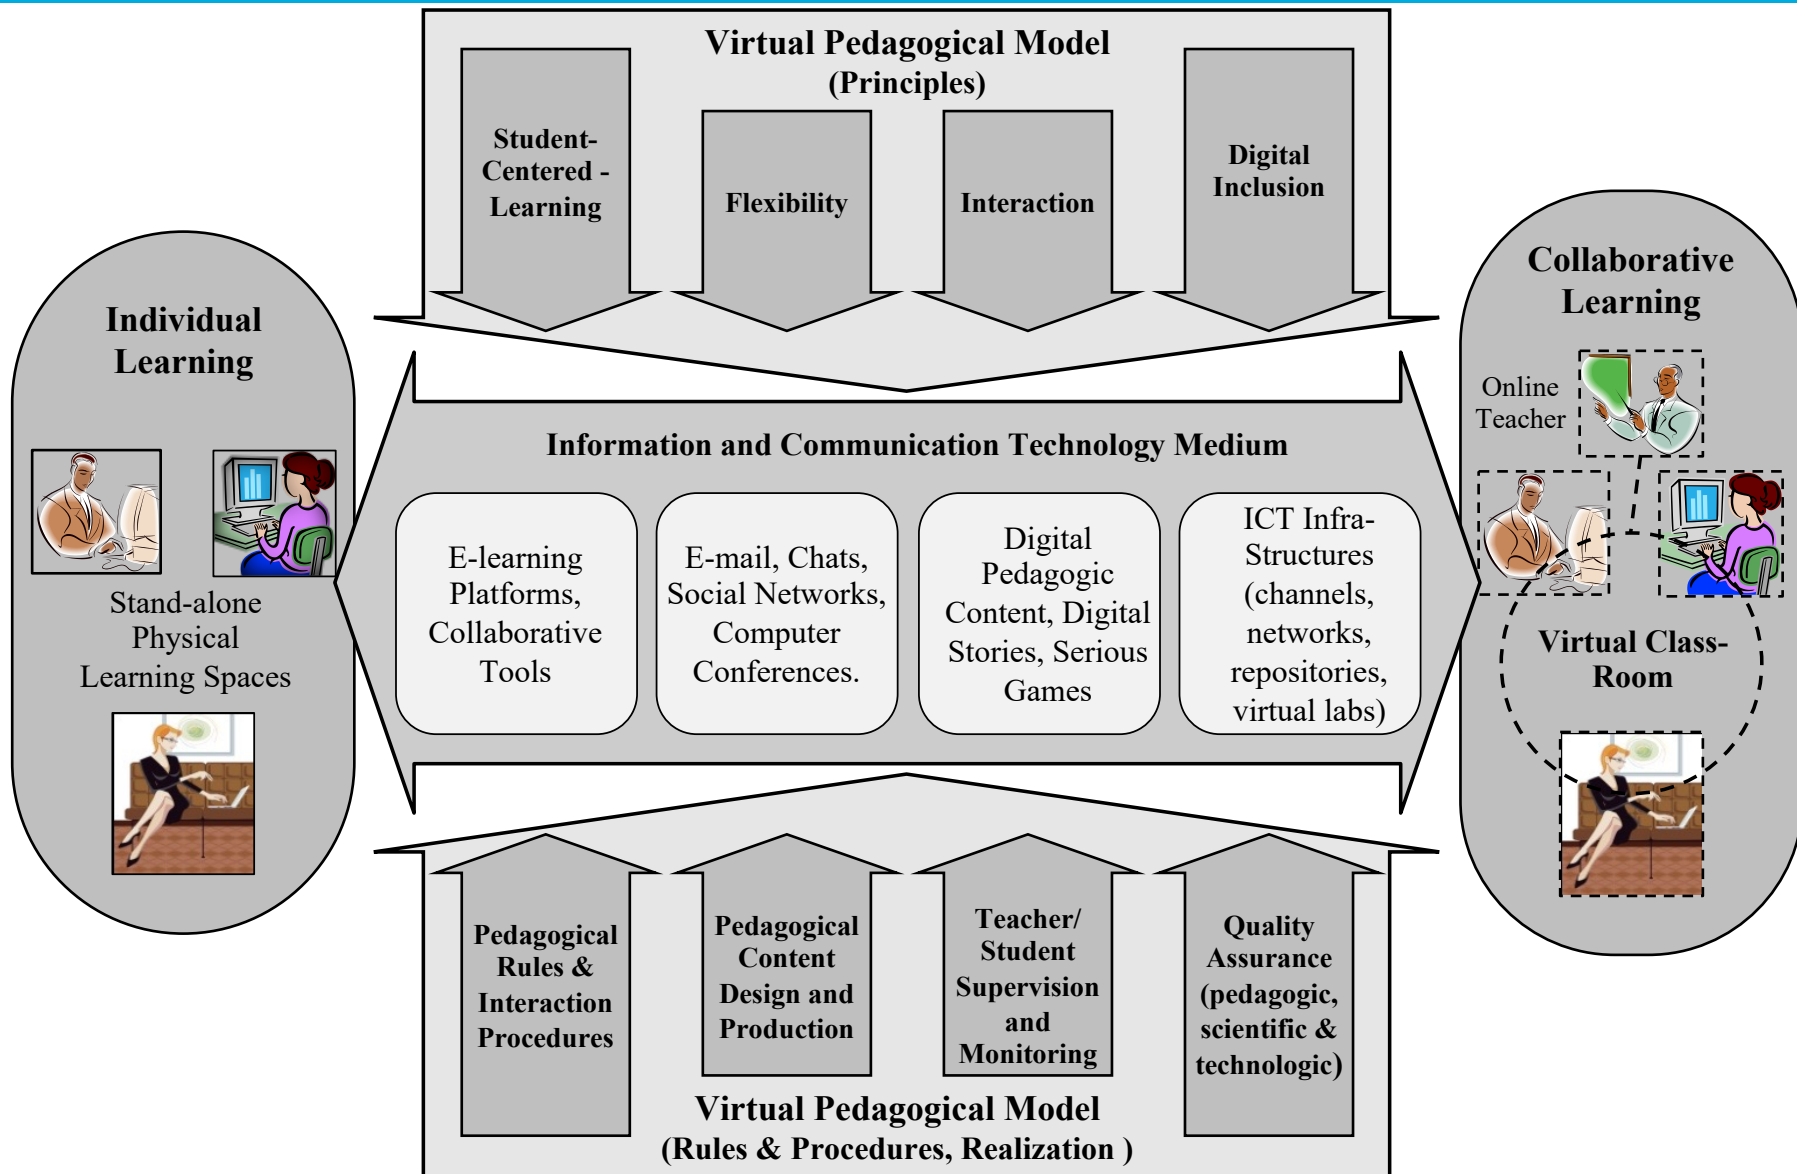 Virtual Pedagogical Model
(Principles)
Student-
Centered -
Learning
Flexibility
Interaction
Digital
Inclusion
Individual
Learning
Stand-alone
Physical
Learning Spaces
Information and Communication Technology Medium
E-learning
Platforms,
Collaborative
Tools
E-mail, Chats,
Social Networks,
Computer
Conferences.
Digital
Pedagogic
Content, Digital
Stories, Serious
Games
ICT Infra-
Structures
(channels,
networks,
repositories,
virtual labs)
Collaborative
Learning
Online
Teacher
Virtual Class-
Room
Pedagogical
Rules &
Interaction
Procedures
Pedagogical
Content
Design and
Production
Teacher/
Student
Supervision
and
Monitoring
Quality
Assurance
(pedagogic,
scientific &
technologic)
Virtual Pedagogical Model
(Rules & Procedures, Realization )